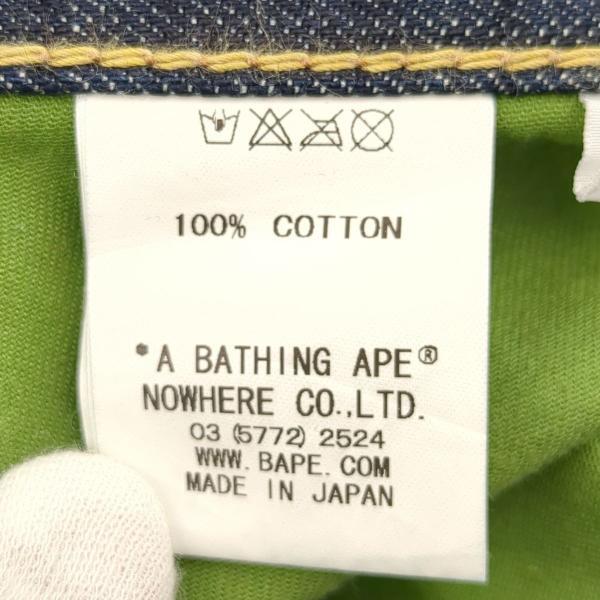 100% COTTON
*A BATHING APE®
NOWHERE CO.,LTD.
03 (5772) 2524
WWW.BAPE.COM
MADE IN JAPAN